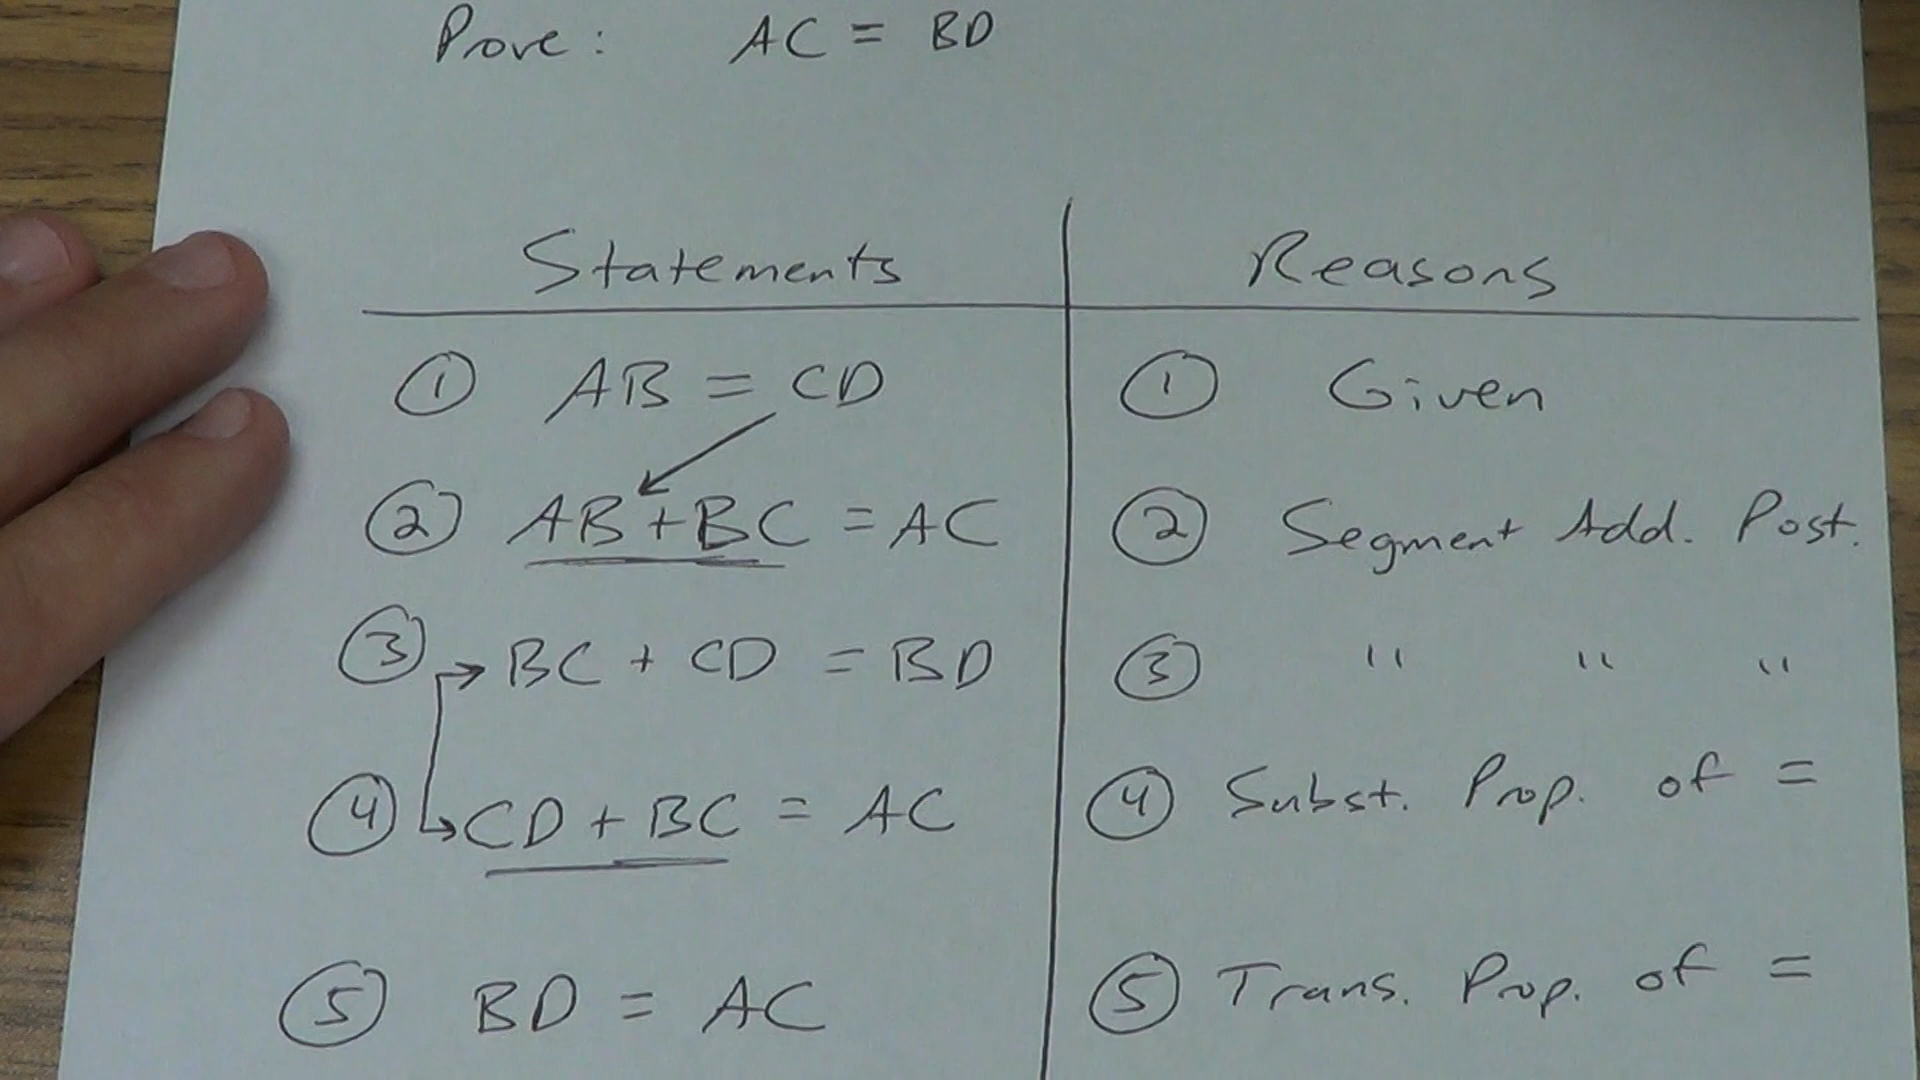 Prove: AC = BD
Statements Reasons
① AB = CD ① Given
② AB + BC = AC ② Segment Add. Post.
③ BC + CD = BD ③ " " "
④ CD + BC = AC ④ Subst. Prop. of =
⑤ BD = AC ⑤ Trans. Prop. of =